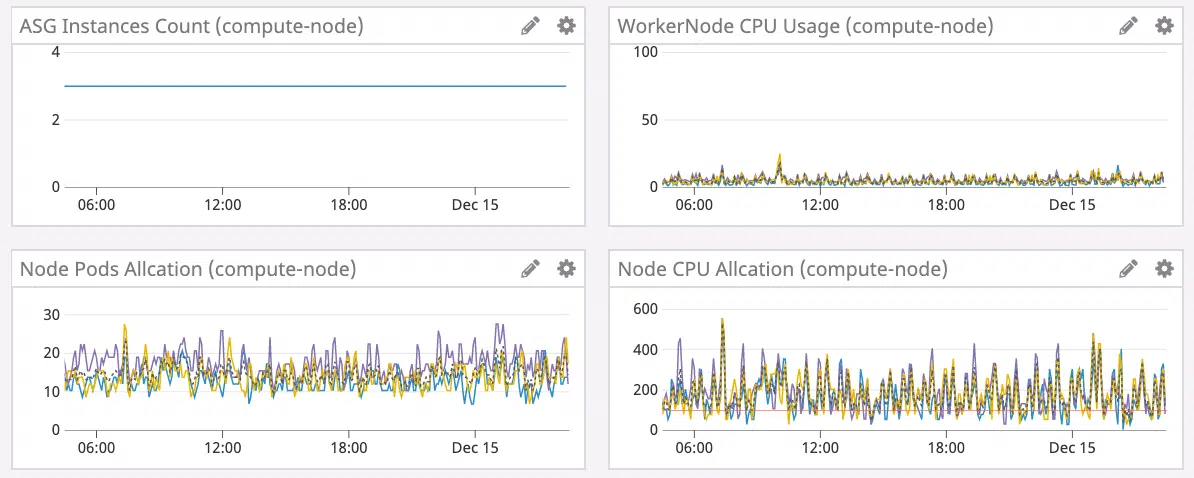 ASG Instances Count (compute-node)
4
2
0
06:00 12:00 18:00 Dec 15
WorkerNode CPU Usage (compute-node)
100
50
0
06:00 12:00 18:00 Dec 15
Node Pods Allcation (compute-node)
30
20
10
0
06:00 12:00 18:00 Dec 15
Node CPU Allcation (compute-node)
600
400
200
0
06:00 12:00 18:00 Dec 15